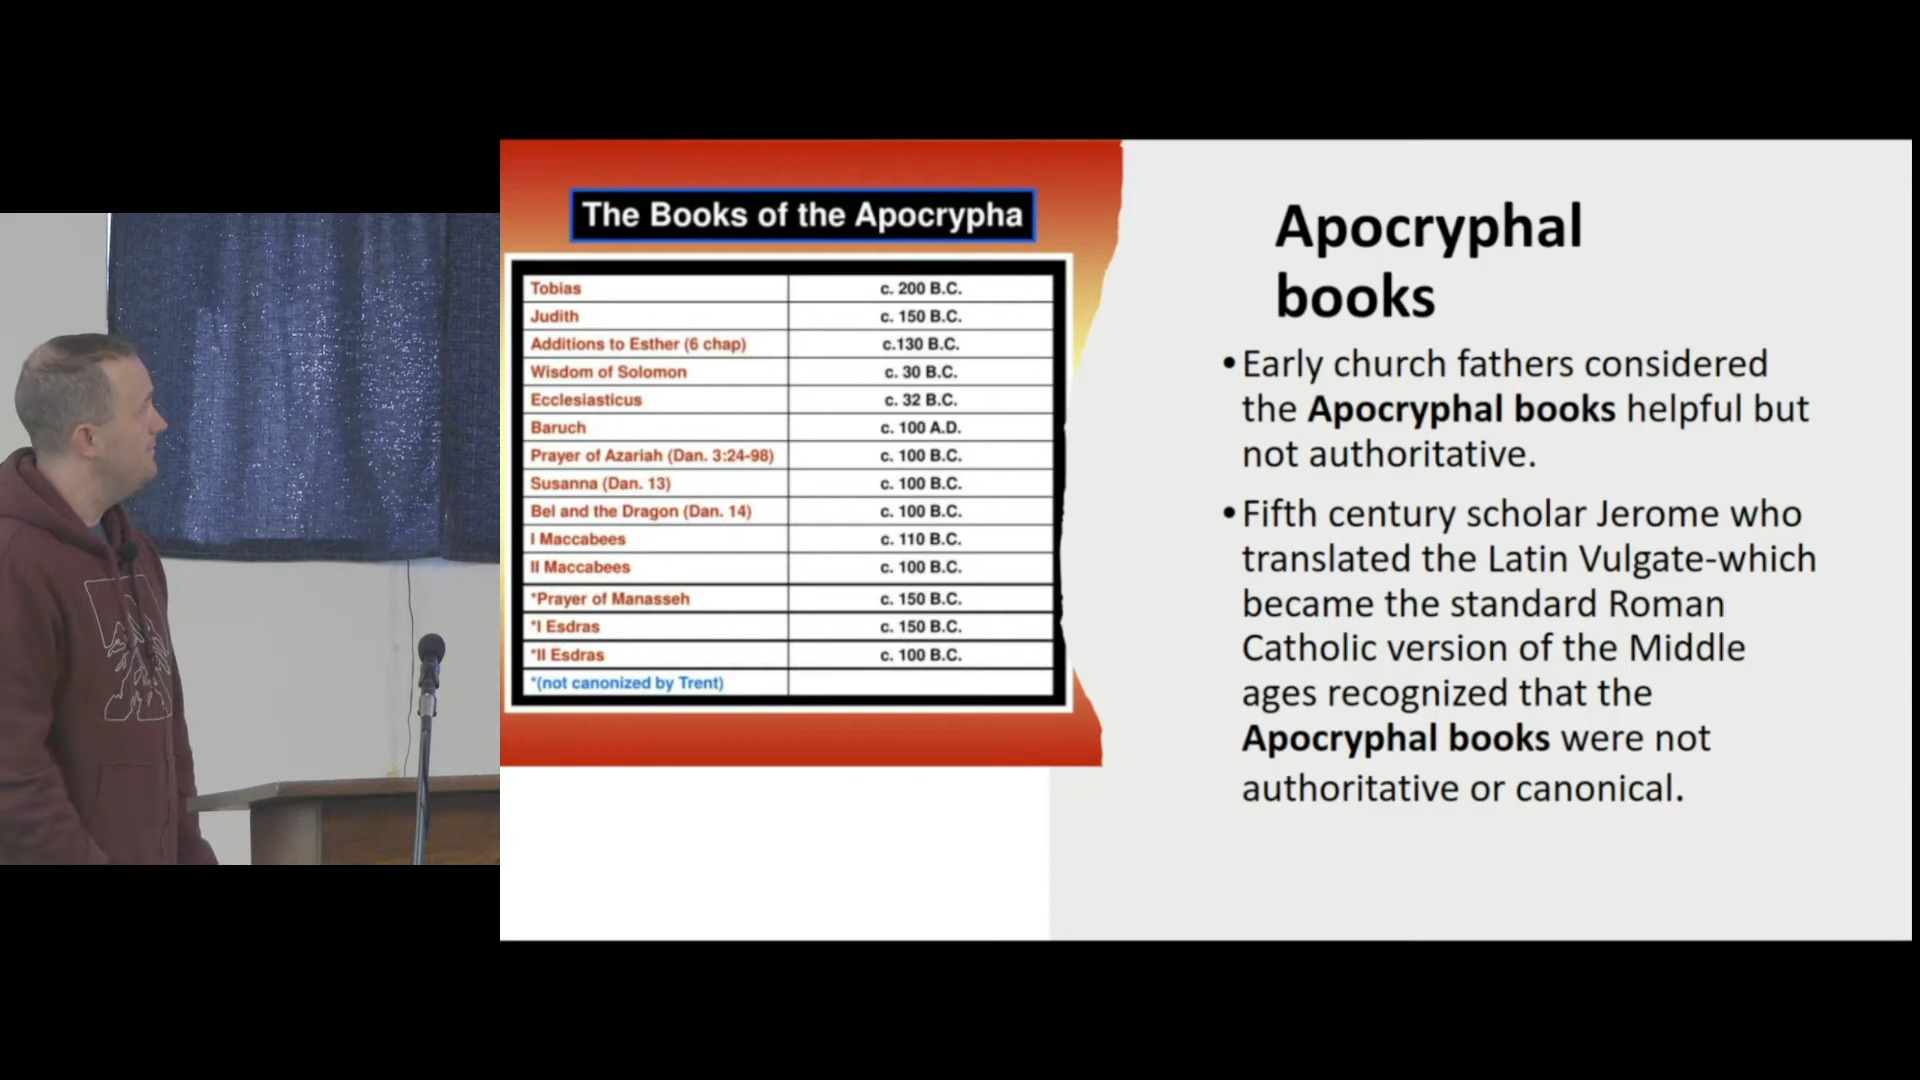 The Books of the Apocrypha
Tobias c. 200 B.C.
Judith c. 150 B.C.
Additions to Esther (6 chap) c.130 B.C.
Wisdom of Solomon c. 30 B.C.
Ecclesiasticus c. 32 B.C.
Baruch c. 100 A.D.
Prayer of Azariah (Dan. 3:24-98) c. 100 B.C.
Susanna (Dan. 13) c. 100 B.C.
Bel and the Dragon (Dan. 14) c. 100 B.C.
I Maccabees c. 110 B.C.
II Maccabees c. 100 B.C.
*Prayer of Manasseh c. 150 B.C.
*I Esdras c. 150 B.C.
*II Esdras c. 100 B.C.
*(not canonized by Trent)
Apocryphal
books
•Early church fathers considered
the Apocryphal books helpful but
not authoritative.
•Fifth century scholar Jerome who
translated the Latin Vulgate-which
became the standard Roman
Catholic version of the Middle
ages recognized that the
Apocryphal books were not
authoritative or canonical.